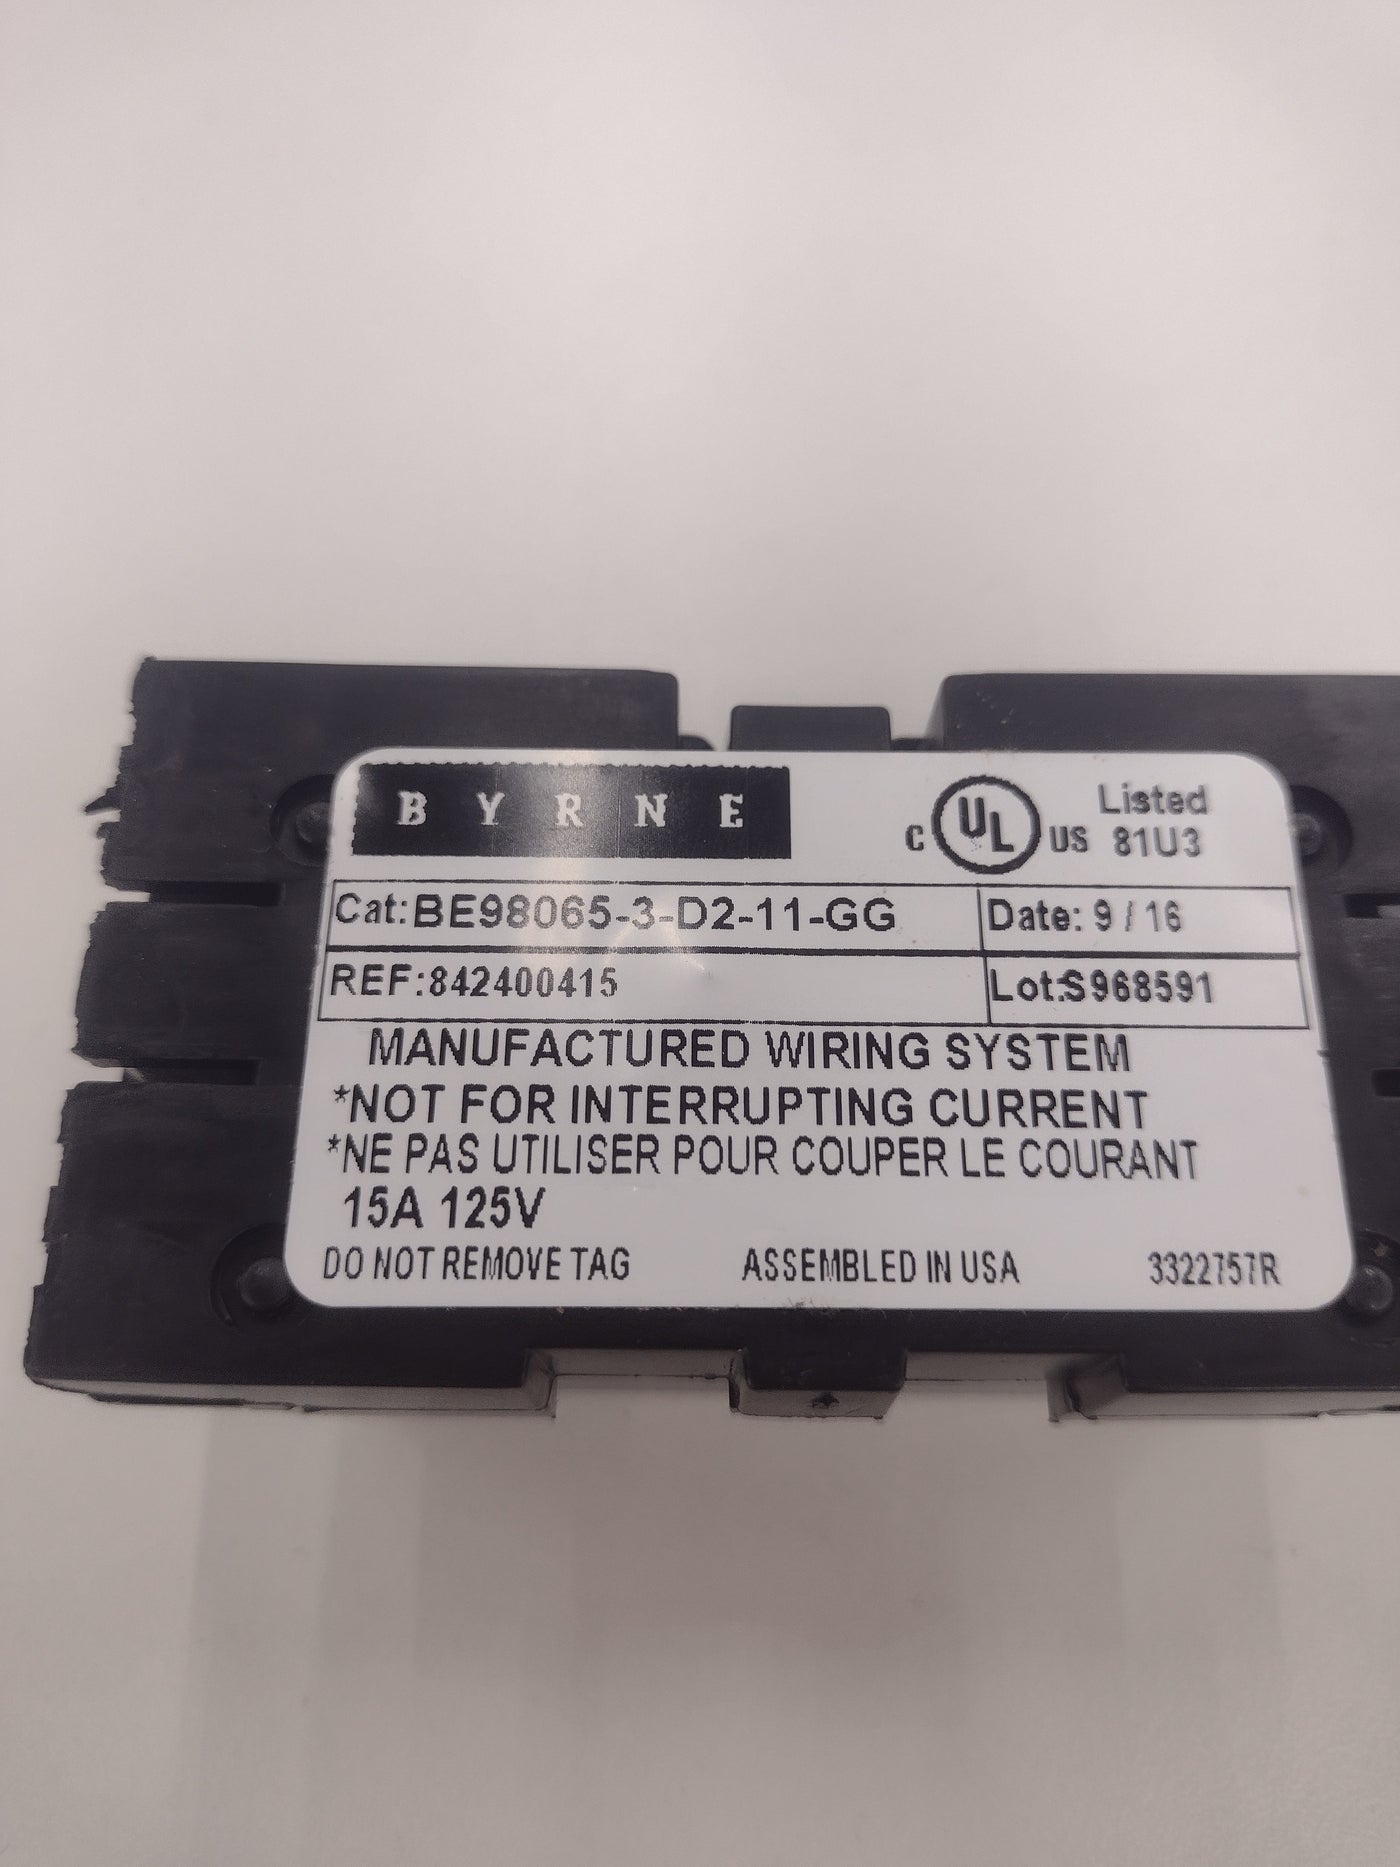 BYRNE
C UL US Listed 81U3
Cat:BE98065-3-D2-11-GG Date: 9 / 16
REF:842400415 Lot:S968591
MANUFACTURED WIRING SYSTEM
*NOT FOR INTERRUPTING CURRENT
*NE PAS UTILISER POUR COUPER LE COURANT
15A 125V
DO NOT REMOVE TAG ASSEMBLED IN USA 3322757R